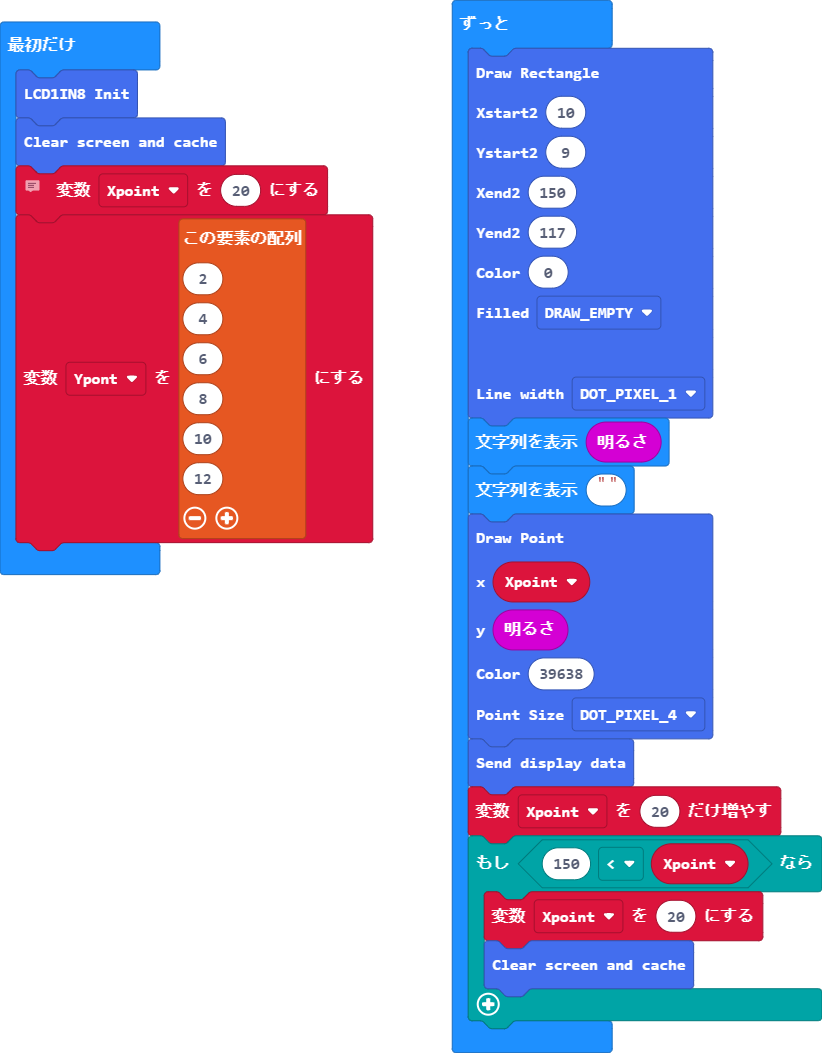 最初だけ
LCD1IN8 Init
Clear screen and cache
変数 Xpoint を 20 にする
変数 Ypont を この要素の配列 にする
2
4
6
8
10
12
ずっと
Draw Rectangle
Xstart2 10
Ystart2 9
Xend2 150
Yend2 117
Color 0
Filled DRAW_EMPTY
Line width DOT_PIXEL_1
文字列を表示 明るさ
文字列を表示 " "
Draw Point
x Xpoint
y 明るさ
Color 39638
Point Size DOT_PIXEL_4
Send display data
変数 Xpoint を 20 だけ増やす
もし 150 < Xpoint なら
変数 Xpoint を 20 にする
Clear screen and cache